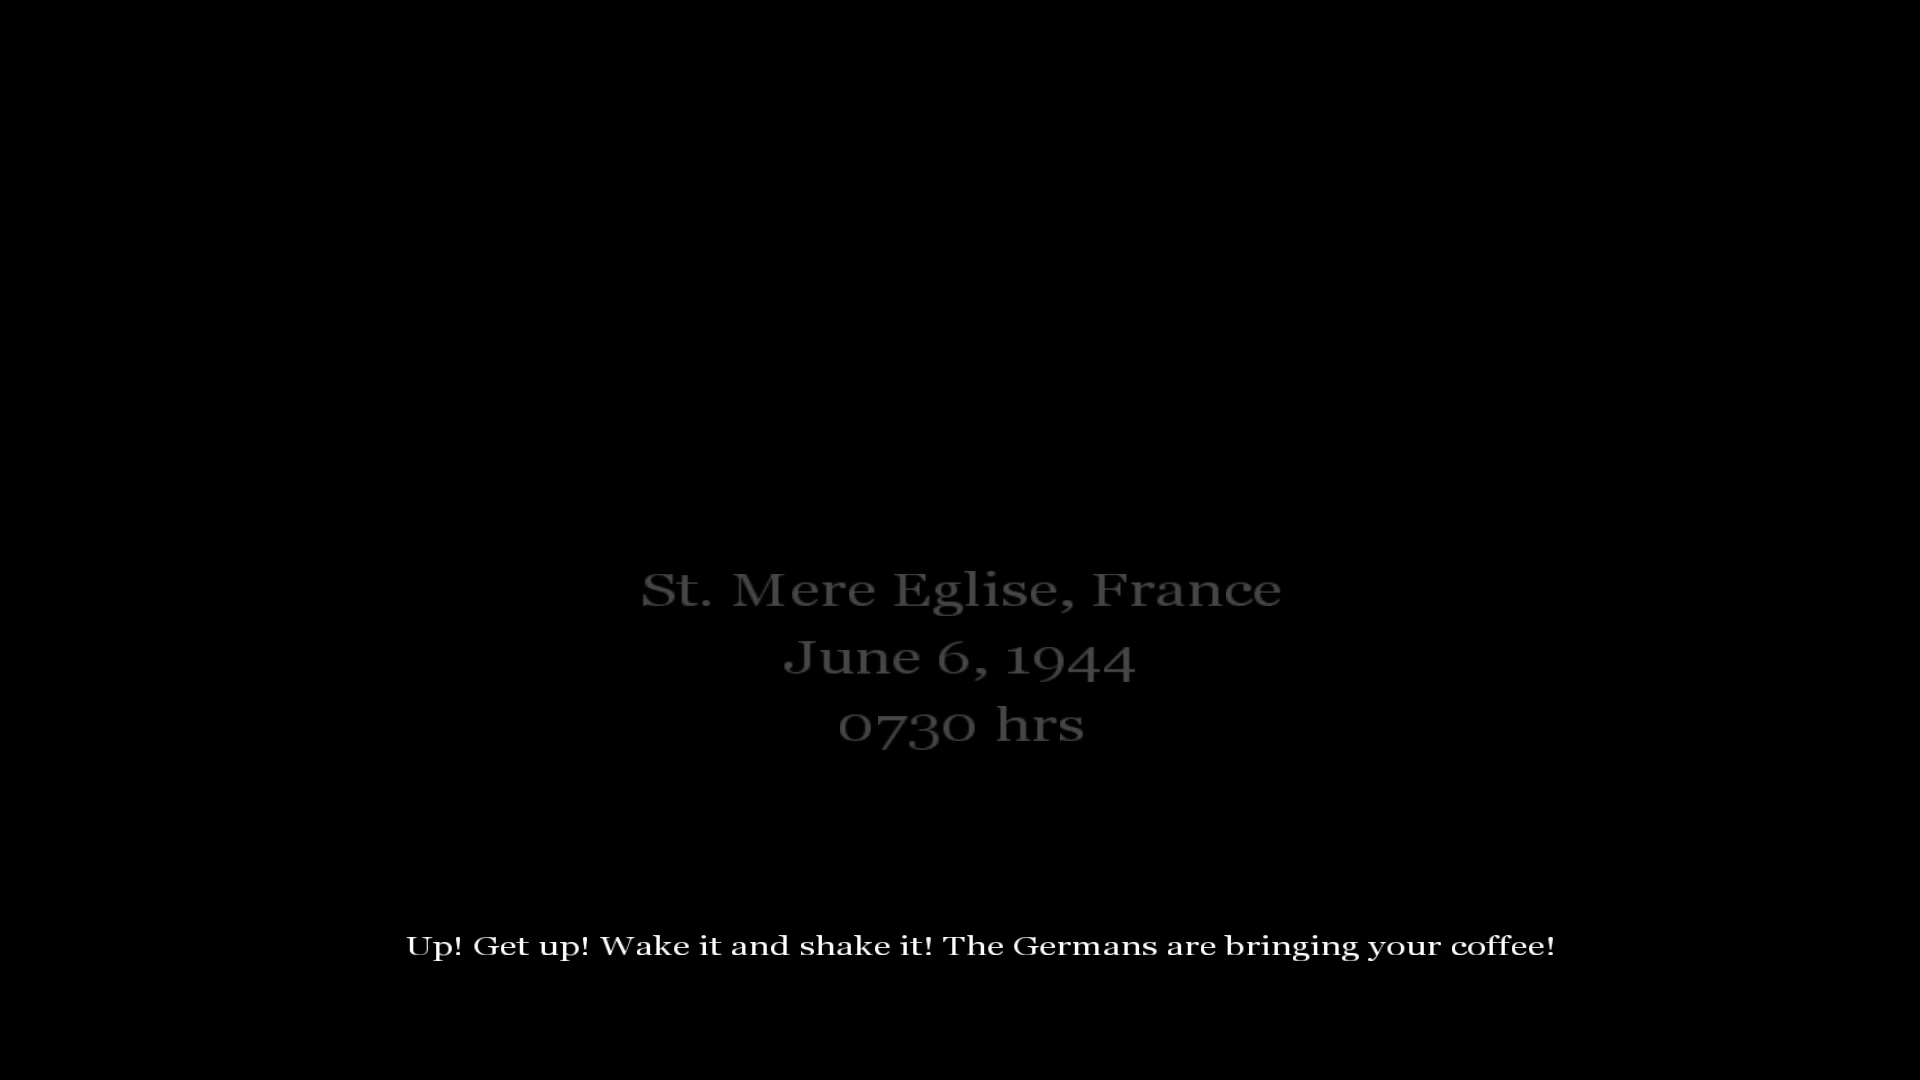 St. Mere Eglise, France
June 6, 1944
0730 hrs
Up! Get up! Wake it and shake it! The Germans are bringing your coffee!